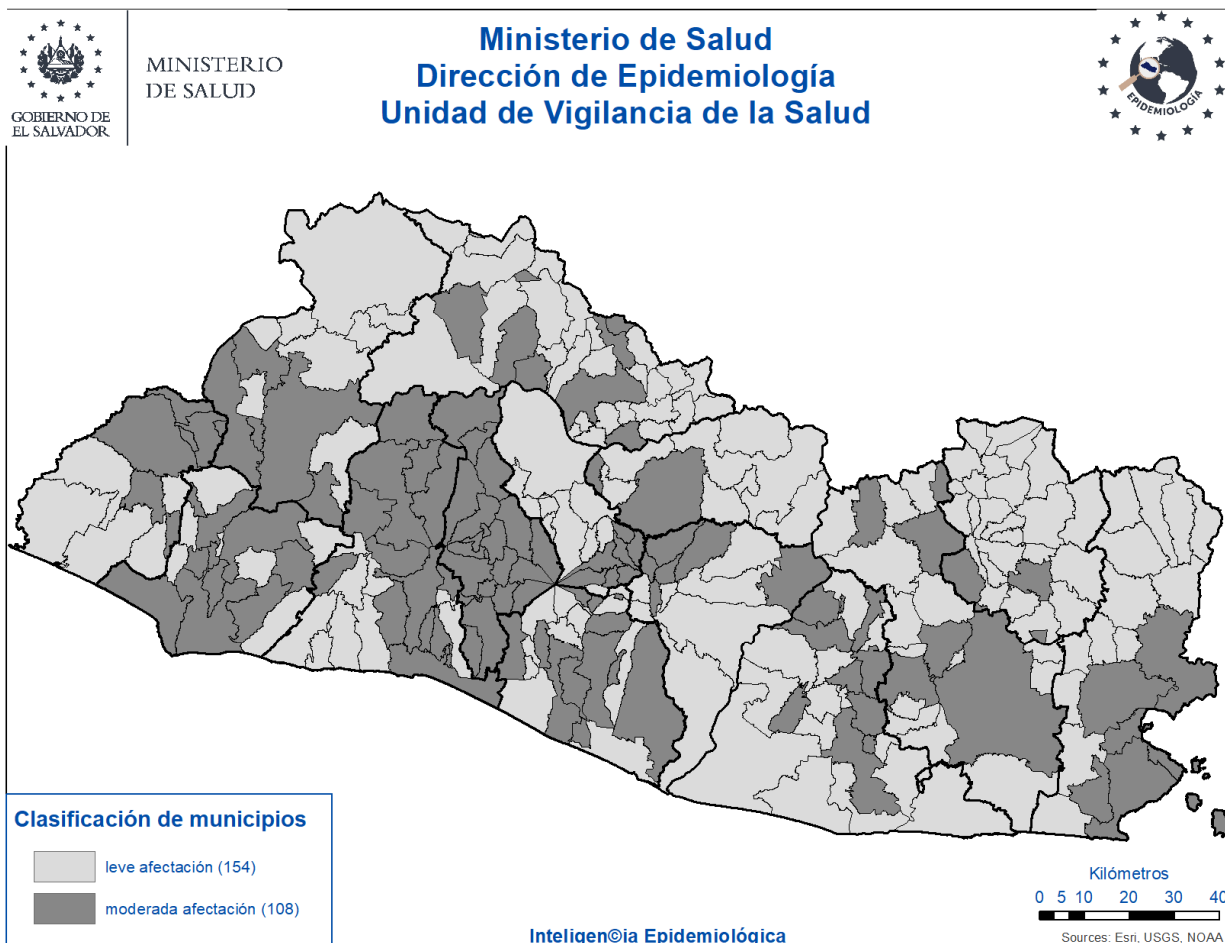 GOBIERNO DE
EL SALVADOR
MINISTERIO
DE SALUD
Ministerio de Salud
Dirección de Epidemiología
Unidad de Vigilancia de la Salud
EPIDEMIOLOGÍA
Clasificación de municipios
leve afectación (154)
moderada afectación (108)
Inteligen©ia Epidemiológica
Kilómetros
0 5 10 20 30 40
Sources: Esri, USGS, NOAA